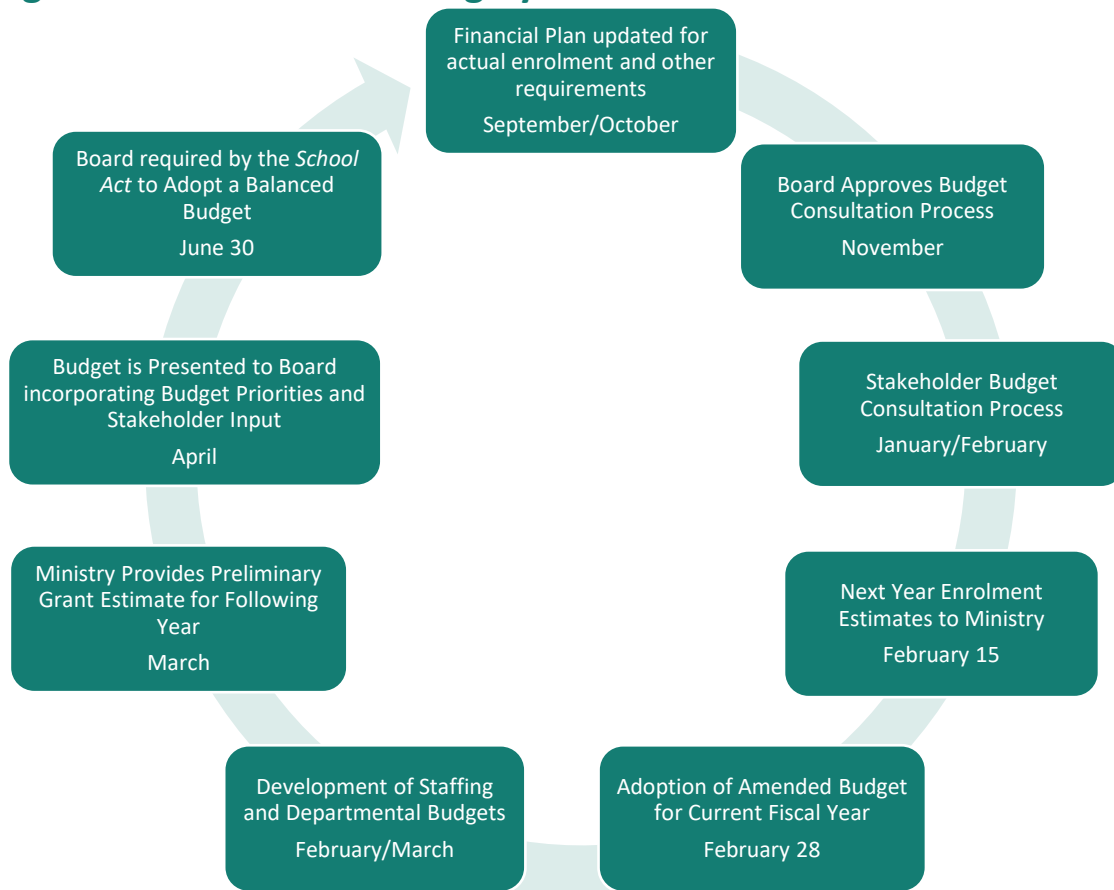 Financial Plan updated for
actual enrolment and other
requirements
September/October
Board Approves Budget
Consultation Process
November
Stakeholder Budget
Consultation Process
January/February
Next Year Enrolment
Estimates to Ministry
February 15
Adoption of Amended Budget
for Current Fiscal Year
February 28
Development of Staffing
and Departmental Budgets
February/March
Ministry Provides Preliminary
Grant Estimate for Following
Year
March
Budget is Presented to Board
incorporating Budget Priorities and
Stakeholder Input
April
Board required by the School
Act to Adopt a Balanced
Budget
June 30